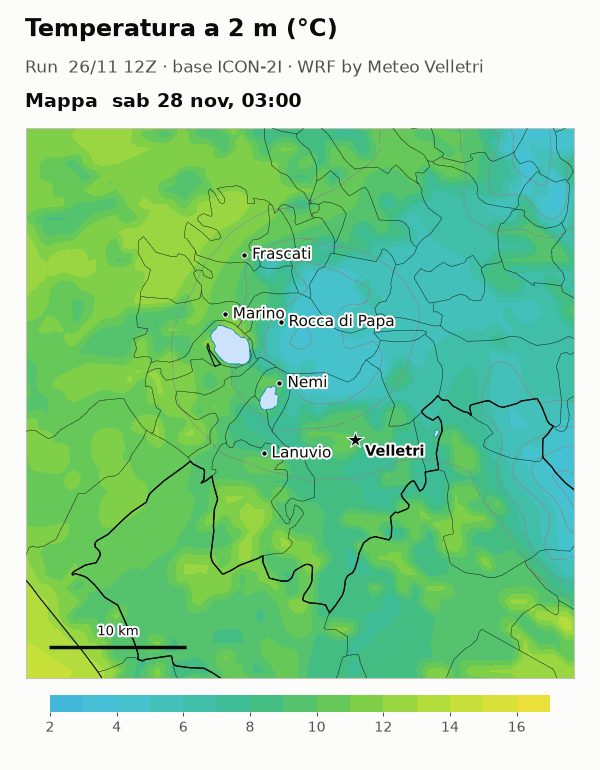 Temperatura a 2 m (°C)
Run  26/11 12Z · base ICON-2I · WRF by Meteo Velletri
Mappa  sab 28 nov, 03:00
Frascati
Marino
Rocca di Papa
Nemi
Velletri
Lanuvio
10 km
2 4 6 8 10 12 14 16